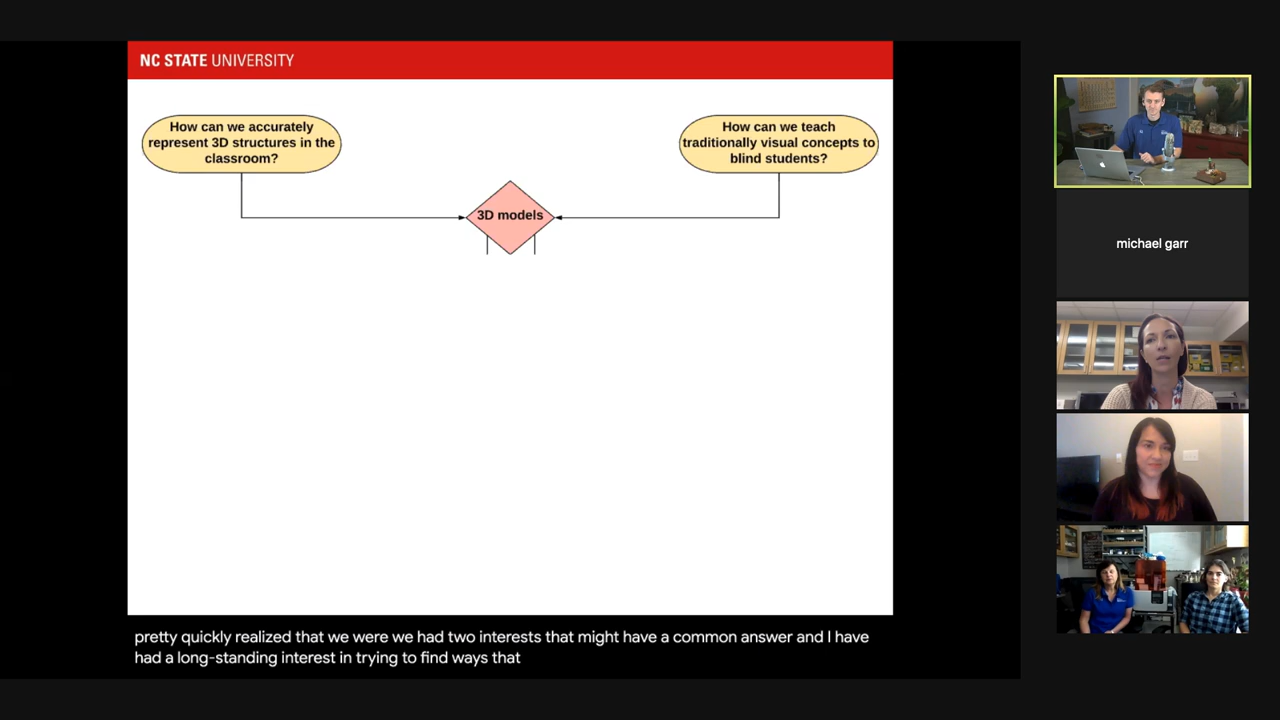 NC STATE UNIVERSITY
How can we accurately
represent 3D structures in the
classroom?
How can we teach
traditionally visual concepts to
blind students?
3D models
michael garr
pretty quickly realized that we were we had two interests that might have a common answer and I have
had a long-standing interest in trying to find ways that